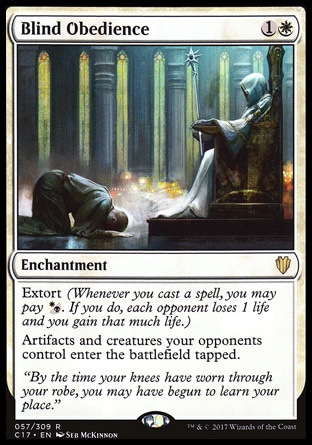 Blind Obedience 1
Enchantment
Extort (Whenever you cast a spell, you may
pay . If you do, each opponent loses 1 life
and you gain that much life.)
Artifacts and creatures your opponents
control enter the battlefield tapped.
“By the time your knees have worn through
your robe, you may have begun to learn your
place.”
057/309 R
C17 • EN Seb McKinnon
™ & © 2017 Wizards of the Coast